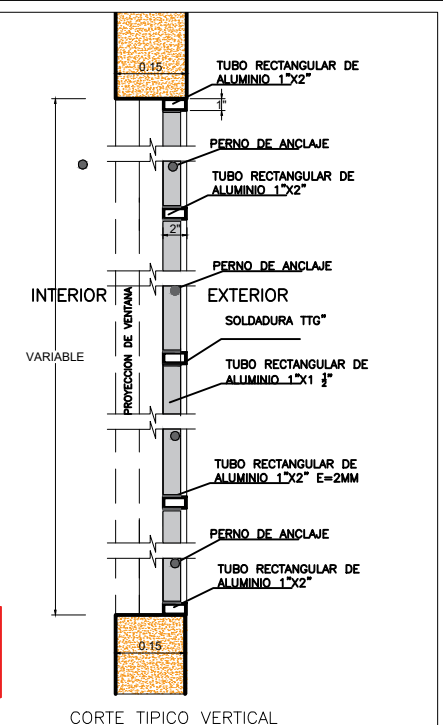 0.15
TUBO RECTANGULAR DE
ALUMINIO 1"X2"
1"
PERNO DE ANCLAJE
TUBO RECTANGULAR DE
ALUMINIO 1"X2"
2"
PERNO DE ANCLAJE
INTERIOR
EXTERIOR
PROYECCION DE VENTANA
SOLDADURA TTG"
VARIABLE
TUBO RECTANGULAR DE
ALUMINIO 1"X1 1/2"
TUBO RECTANGULAR DE
ALUMINIO 1"X2" E=2MM
PERNO DE ANCLAJE
TUBO RECTANGULAR DE
ALUMINIO 1"X2"
0.15
CORTE TIPICO VERTICAL